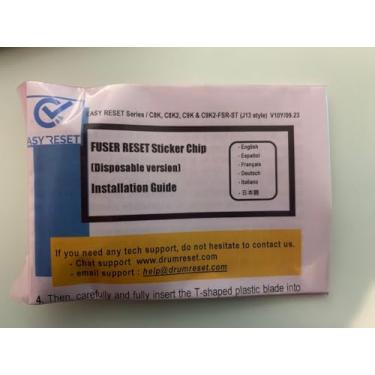 EASY RESET Series / C8K, C8K2, C9K & C9K2-FSR-ST (J13 style) V10Y/09.23
ASY RESET
FUSER RESET Sticker Chip
(Disposable version)
Installation Guide
- English
- Español
- Français
- Deutsch
- Italiano
- 日本語
If you need any tech support, do not hesitate to contact us.
- Chat support www.drumreset.com
- email support : help@drumreset.com
4. Then, carefully and fully insert the T-shaped plastic blade into